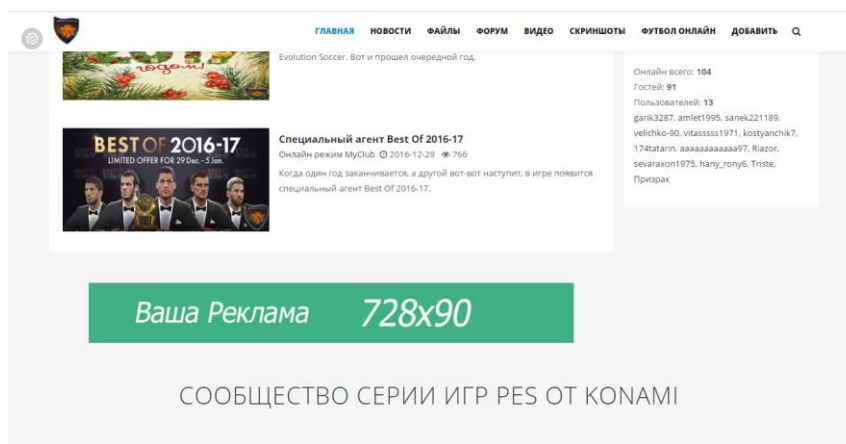 ГЛАВНАЯ НОВОСТИ ФАЙЛЫ ФОРУМ ВИДЕО СКРИНШОТЫ ФУТБОЛ ОНЛАЙН ДОБАВИТЬ
годом!
Evolution Soccer. Вот и прошел очередной год.
BEST OF 2016-17
LIMITED OFFER FOR 29 Dec. - 5 Jan.
Специальный агент Best Of 2016-17
Онлайн режим MyClub 2016-12-29 766
Когда один год заканчивается, а другой вот-вот наступит, в игре появится
специальный агент Best Of 2016-17.
Онлайн всего: 104
Гостей: 91
Пользователей: 13
garik3287, amlet1995, sanek221189,
velichko-90, vitasssss1971, kostyanchik7,
174tatarin, aaaaaaaaaaaa97, Riazor,
sevaraxon1975, hany_rony6, Triste,
Призрак
Ваша Реклама 728x90
СООБЩЕСТВО СЕРИИ ИГР PES ОТ KONAMI